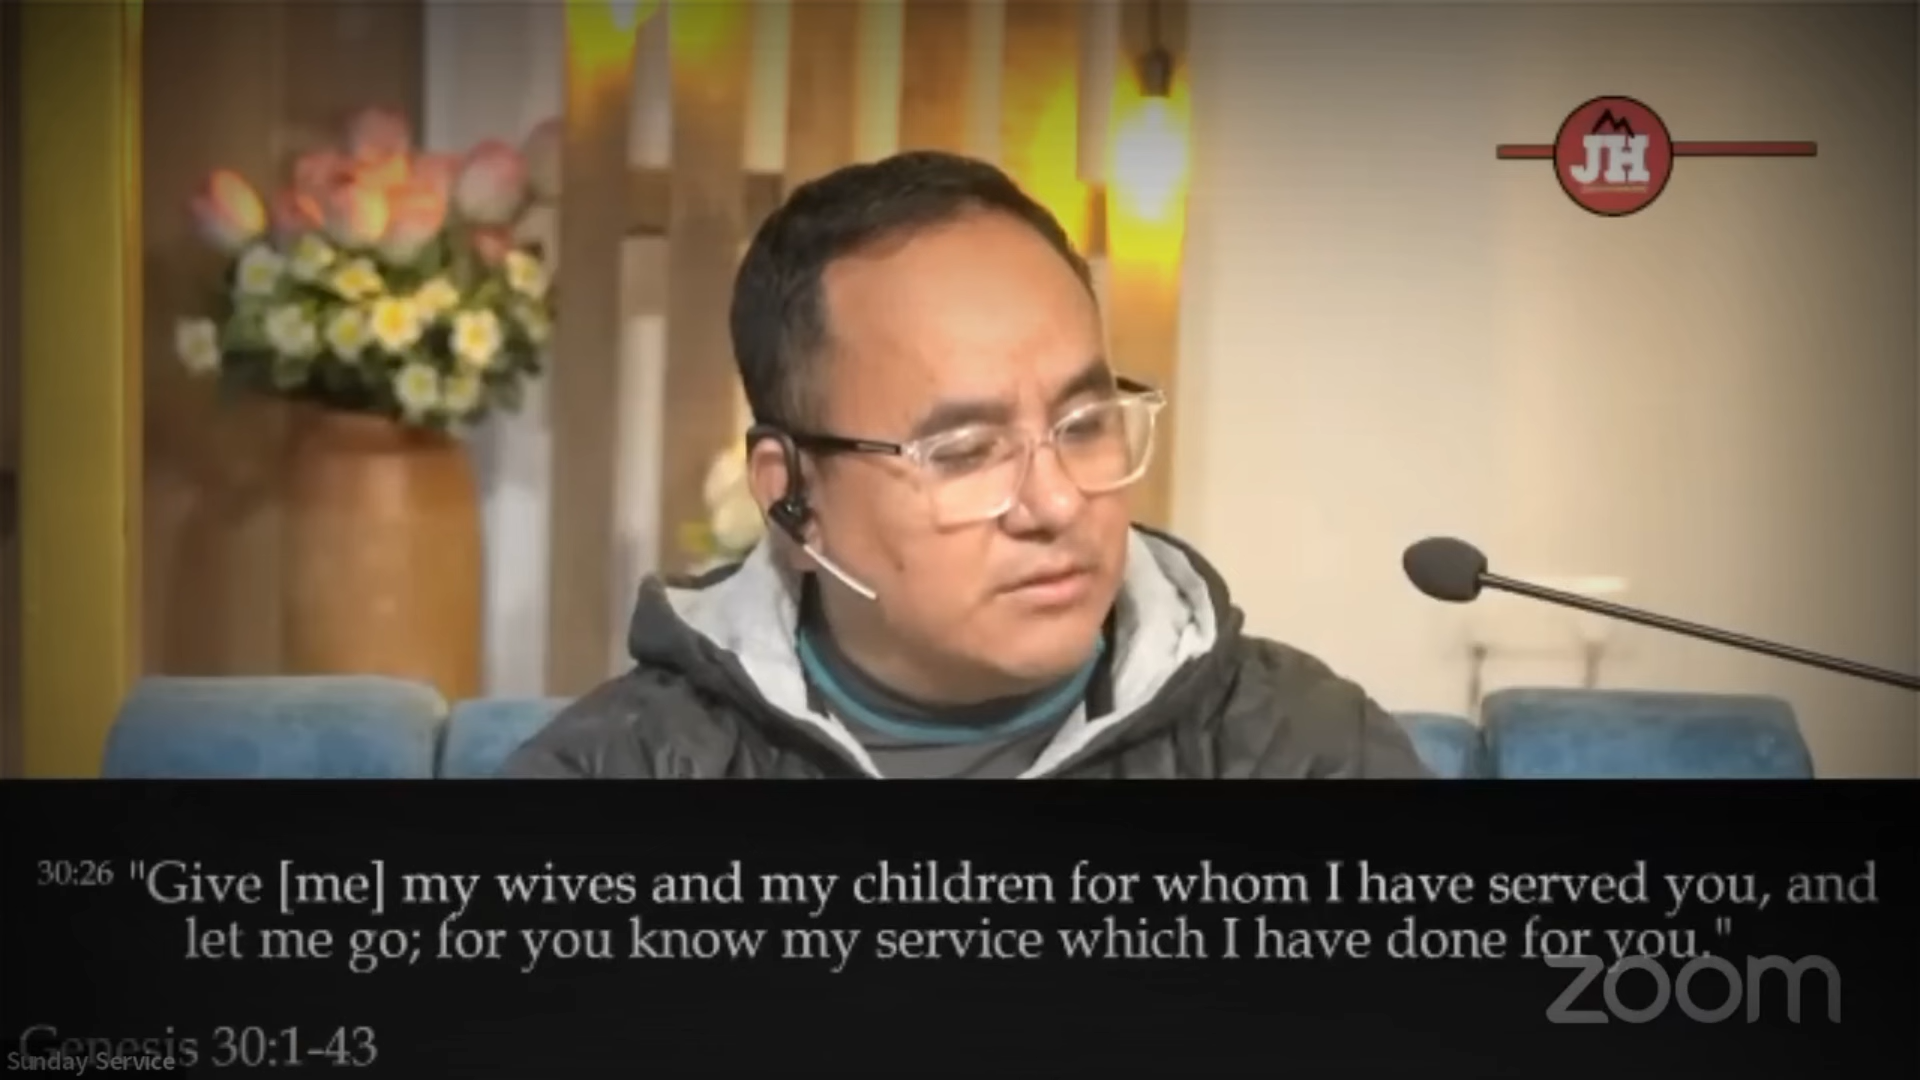 JH
30:26 "Give [me] my wives and my children for whom I have served you, and
let me go; for you know my service which I have done for you."
zoom
Genesis 30:1-43
Sunday Service